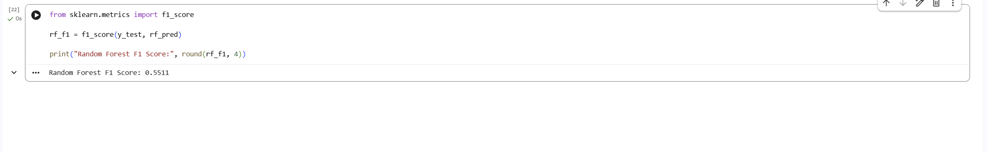 [22]
0s
from sklearn.metrics import f1_score
rf_f1 = f1_score(y_test, rf_pred)
print("Random Forest F1 Score:", round(rf_f1, 4))
Random Forest F1 Score: 0.5511